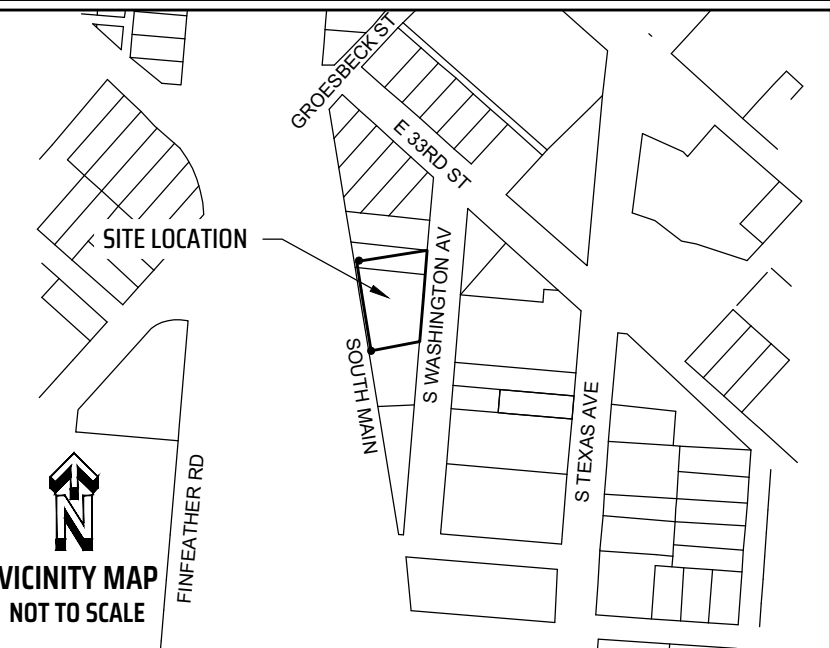 GROESBECK ST
E 33RD ST
SITE LOCATION
S WASHINGTON AV
SOUTH MAIN
S TEXAS AVE
FINFEATHER RD
N
VICINITY MAP
NOT TO SCALE